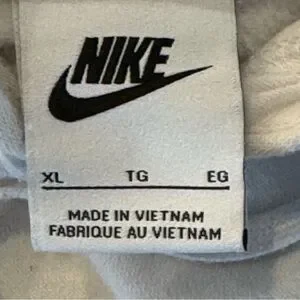 NIKE
XL TG EG
MADE IN VIETNAM
FABRIQUE AU VIETNAM